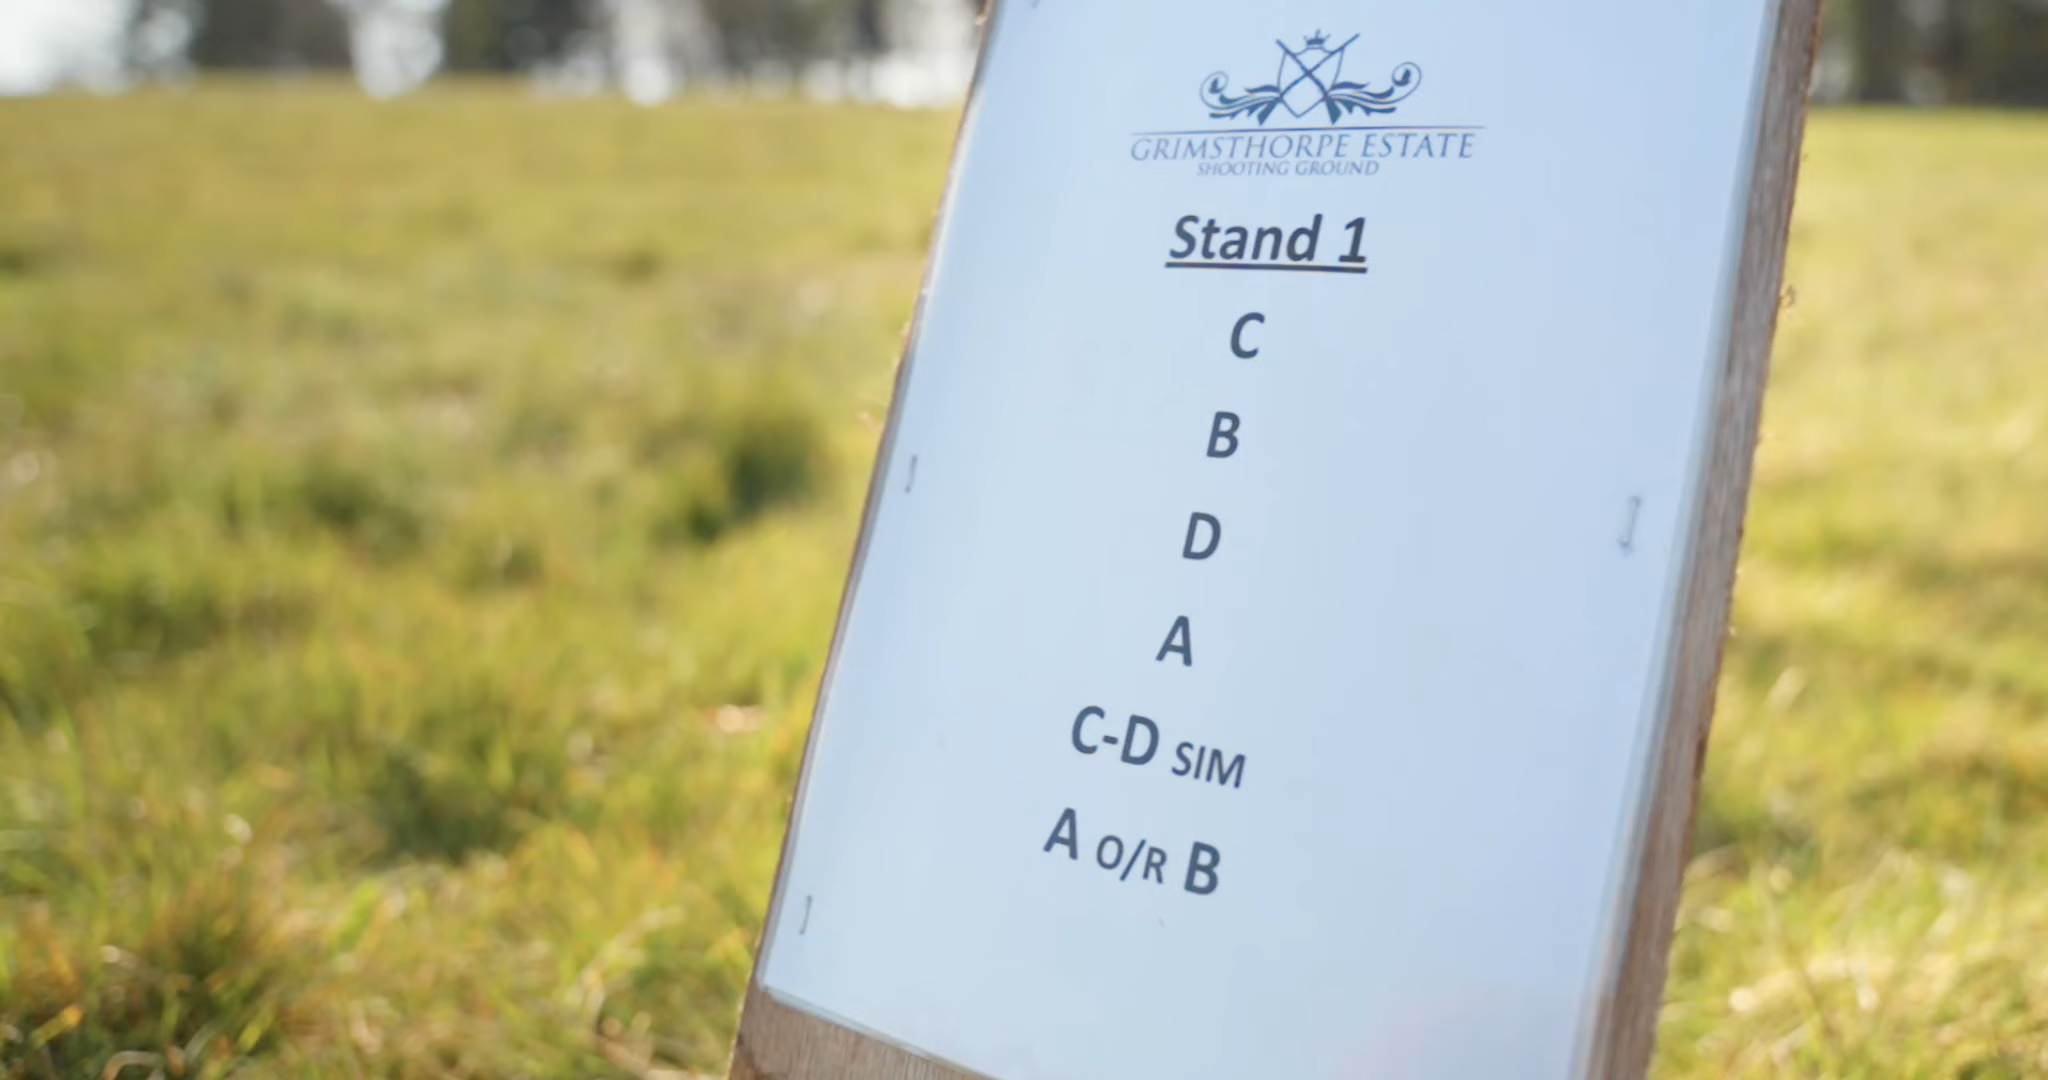 GRIMSTHORPE ESTATE
SHOOTING GROUND
Stand 1
C
B
D
A
C-D SIM
A O/R B